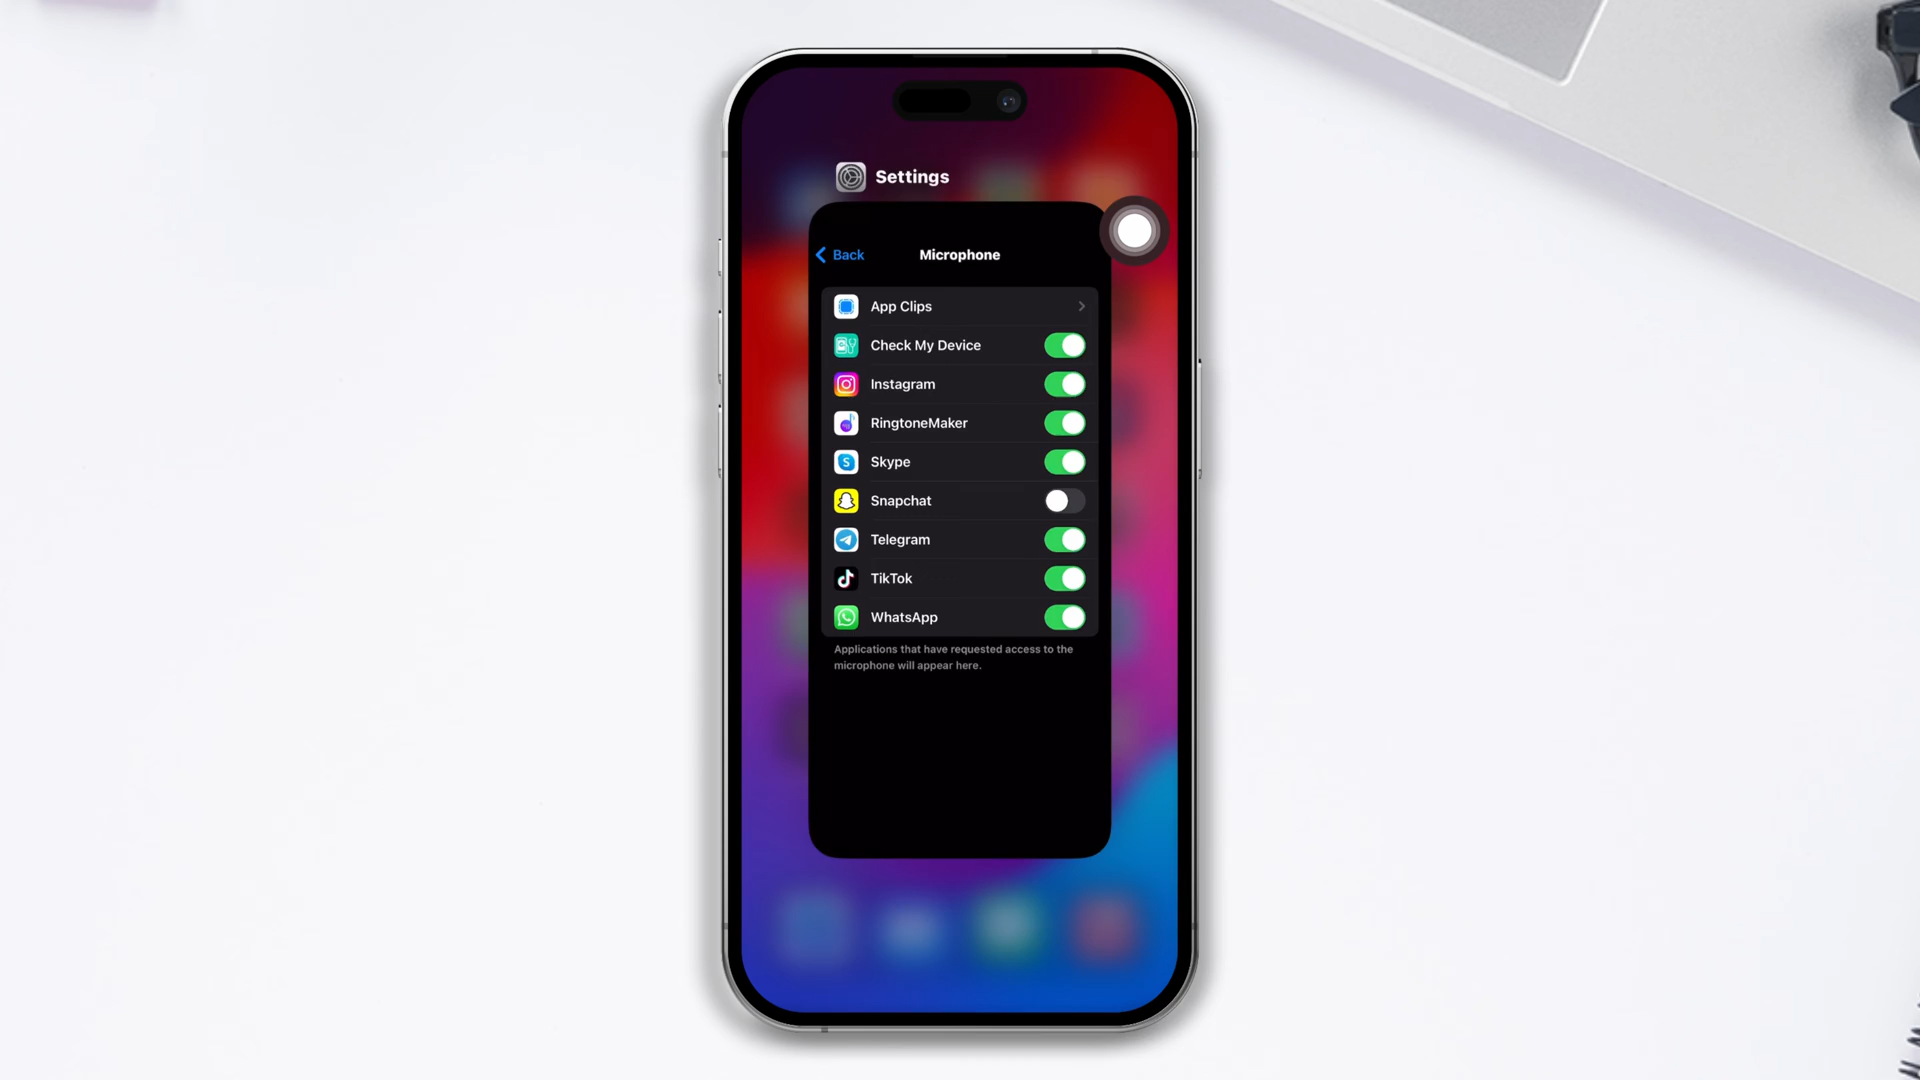 Settings
Back
Microphone
App Clips
Check My Device
Instagram
RingtoneMaker
Skype
Snapchat
Telegram
TikTok
WhatsApp
Applications that have requested access to the
microphone will appear here.